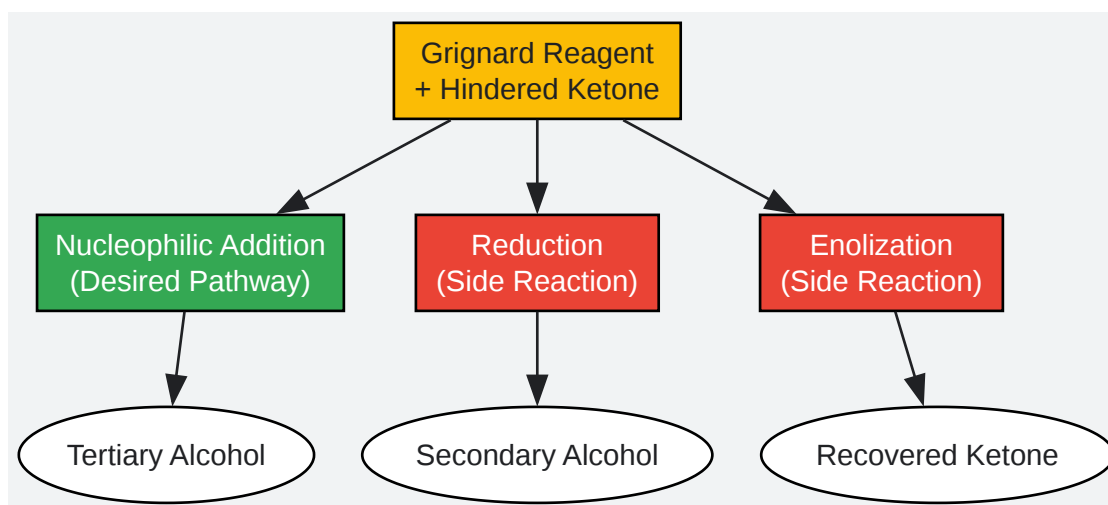 Grignard Reagent
+ Hindered Ketone
Nucleophilic Addition
(Desired Pathway)
Reduction
(Side Reaction)
Enolization
(Side Reaction)
Tertiary Alcohol
Secondary Alcohol
Recovered Ketone